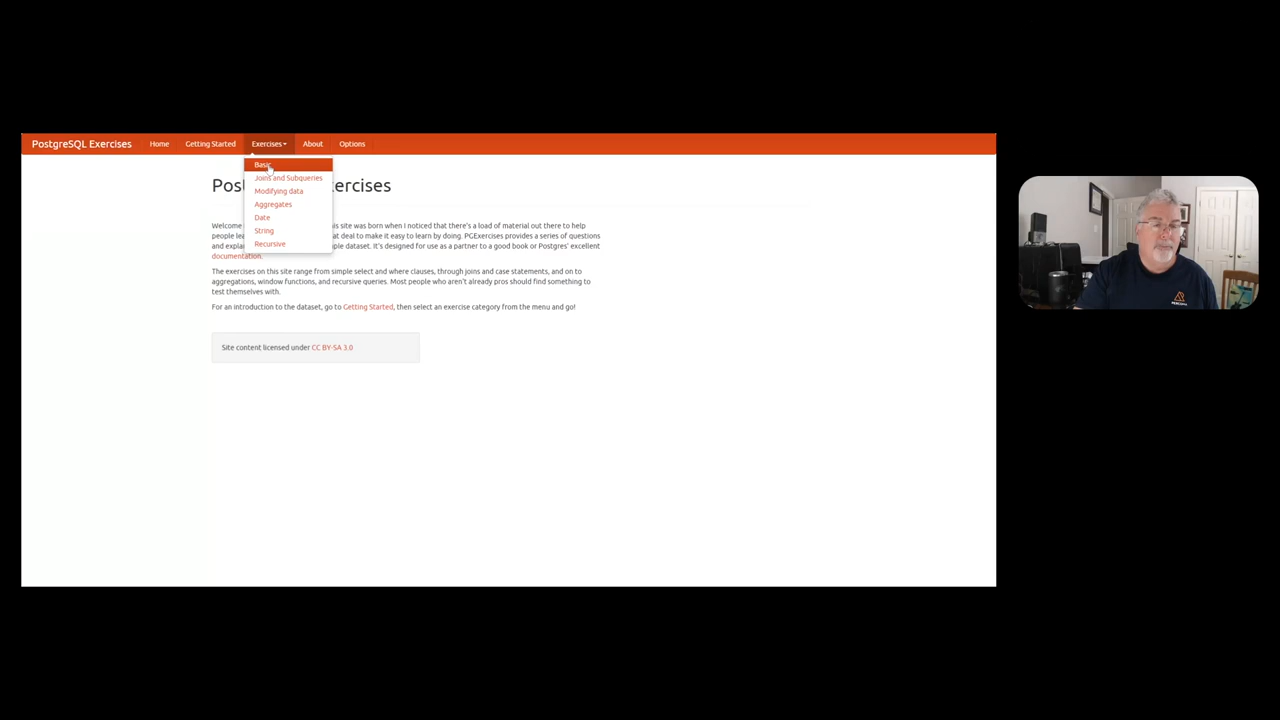 PostgreSQL Exercises Home Getting Started Exercises About Options
Basic
Joins and Subqueries
Modifying data
Aggregates
Date
String
Recursive
Post ercises
Welcome his site was born when I noticed that there's a load of material out there to help
people lea at deal to make it easy to learn by doing. PGExercises provides a series of questions
and expla ple dataset. It's designed for use as a partner to a good book or Postgres' excellent
documentation.
The exercises on this site range from simple select and where clauses, through joins and case statements, and on to
aggregations, window functions, and recursive queries. Most people who aren't already pros should find something to
test themselves with.
For an introduction to the dataset, go to Getting Started, then select an exercise category from the menu and go!
Site content licensed under CC BY-SA 3.0